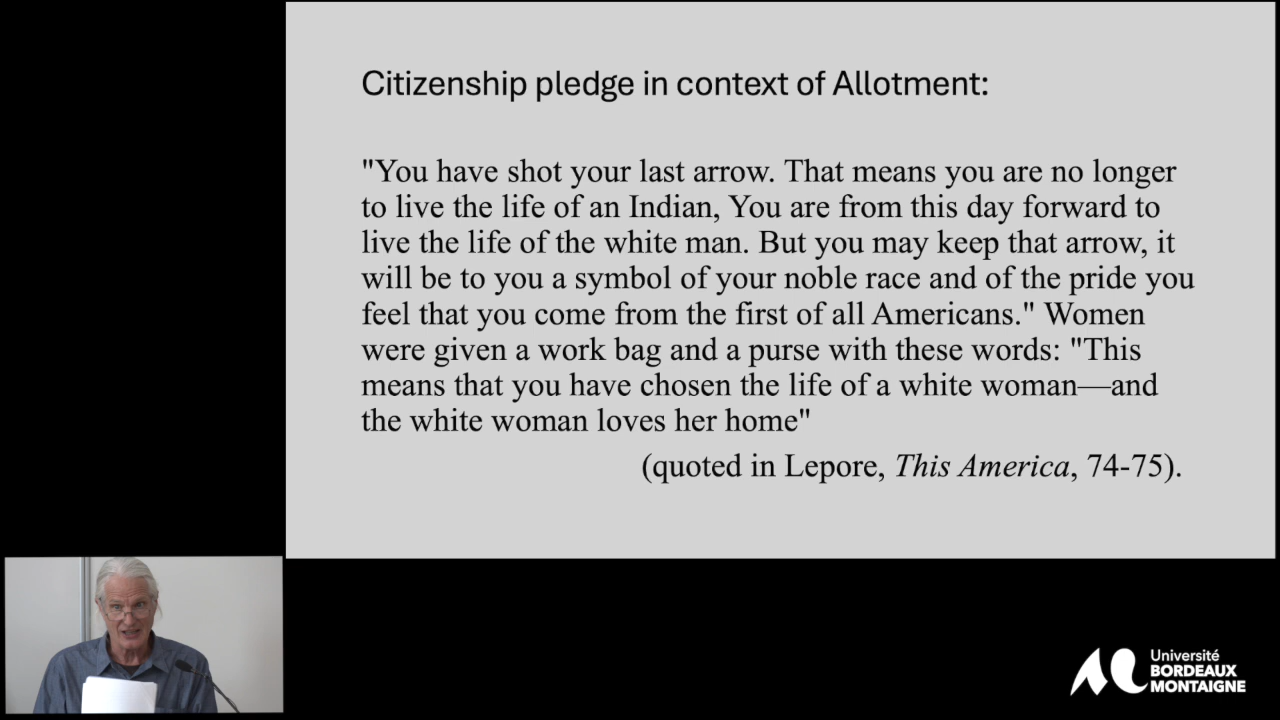 Citizenship pledge in context of Allotment:
"You have shot your last arrow. That means you are no longer
to live the life of an Indian, You are from this day forward to
live the life of the white man. But you may keep that arrow, it
will be to you a symbol of your noble race and of the pride you
feel that you come from the first of all Americans." Women
were given a work bag and a purse with these words: "This
means that you have chosen the life of a white woman—and
the white woman loves her home"
(quoted in Lepore, This America, 74-75).
Université
BORDEAUX
MONTAIGNE